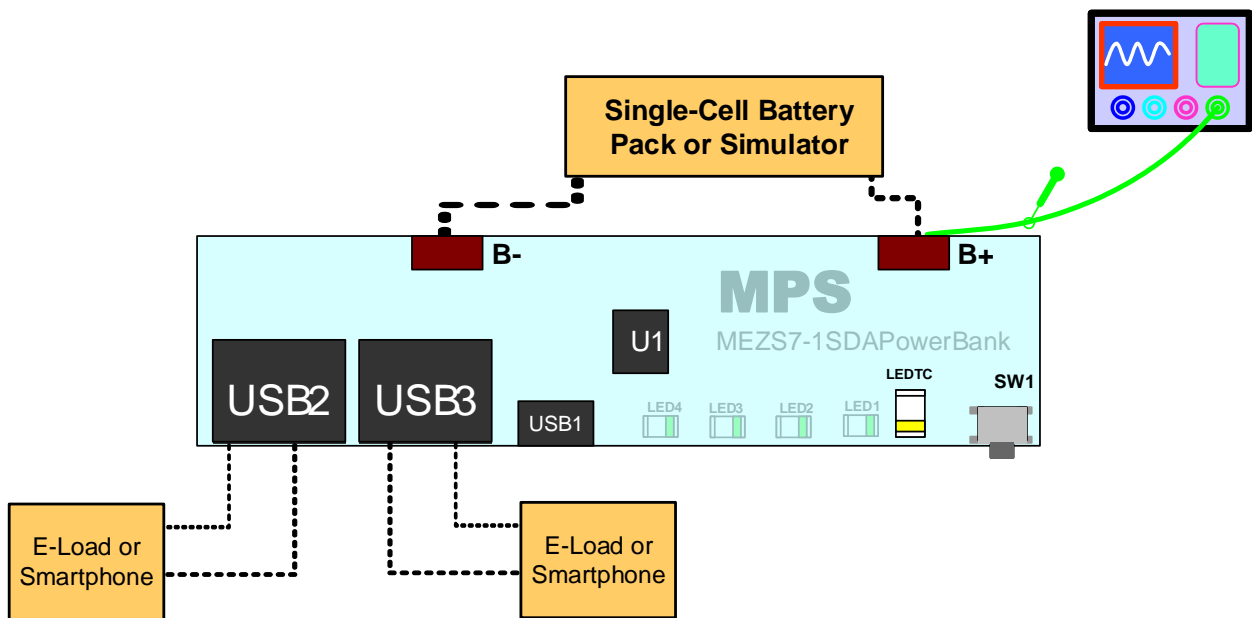 Single-Cell Battery
Pack or Simulator
B-
B+
MPS
MEZS7-1SDAPowerBank
U1
LEDTC
SW1
USB2
USB3
USB1
LED4
LED3
LED2
LED1
E-Load or
Smartphone
E-Load or
Smartphone